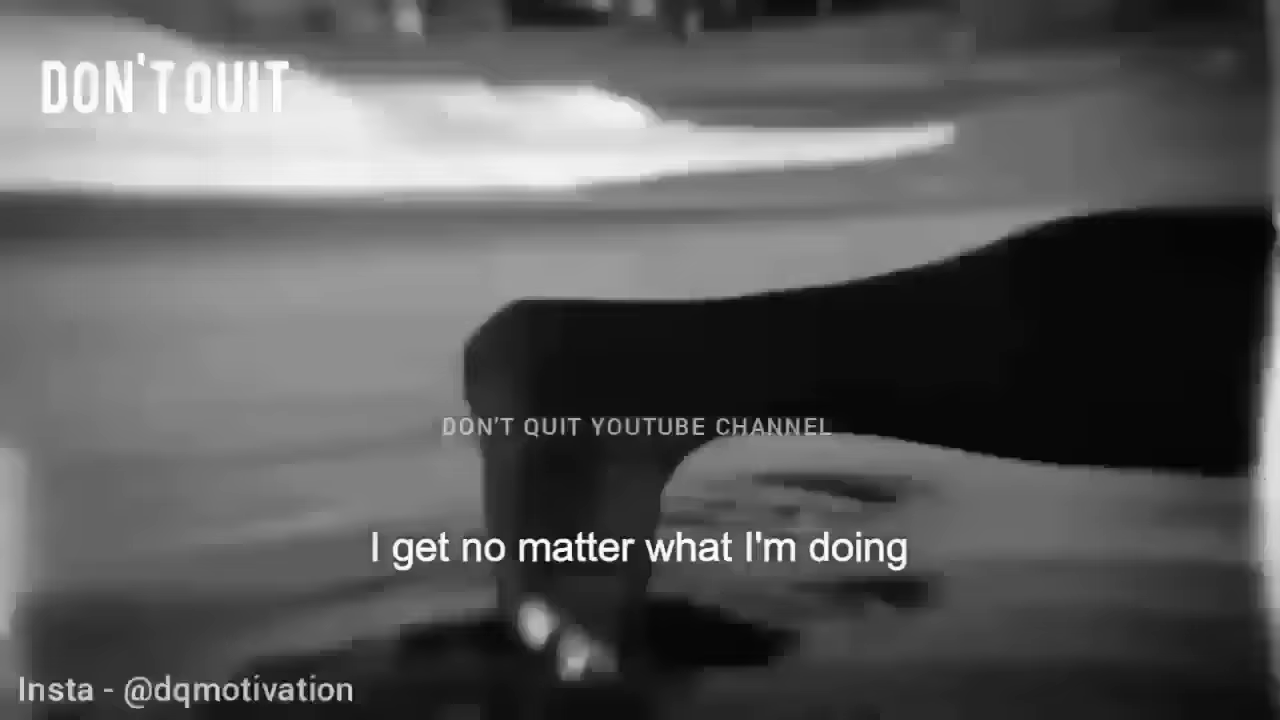 DON'T QUIT
DON'T QUIT YOUTUBE CHANNEL
I get no matter what I'm doing
Insta - @dqmotivation